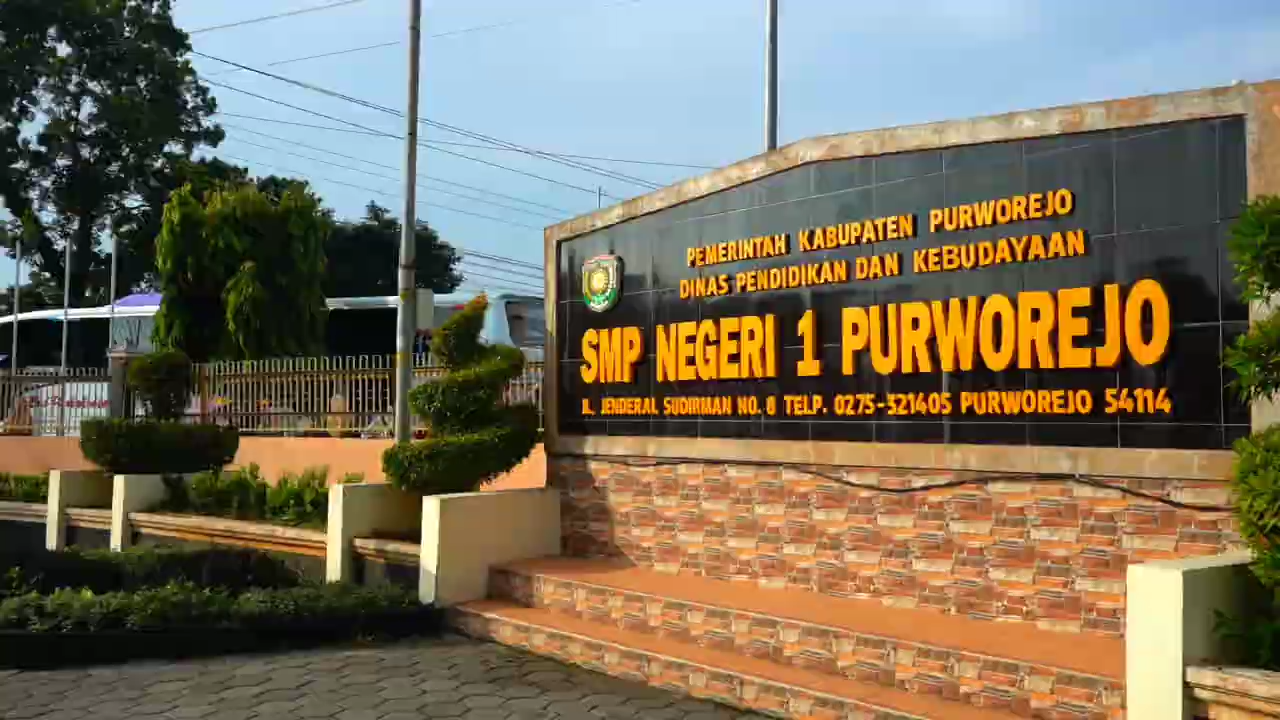 PEMERINTAH KABUPATEN PURWOREJO
DINAS PENDIDIKAN DAN KEBUDAYAAN
SMP NEGERI 1 PURWOREJO
JL. JENDERAL SUDIRMAN NO. 8 TELP. 0275-321405 PURWOREJO 54114